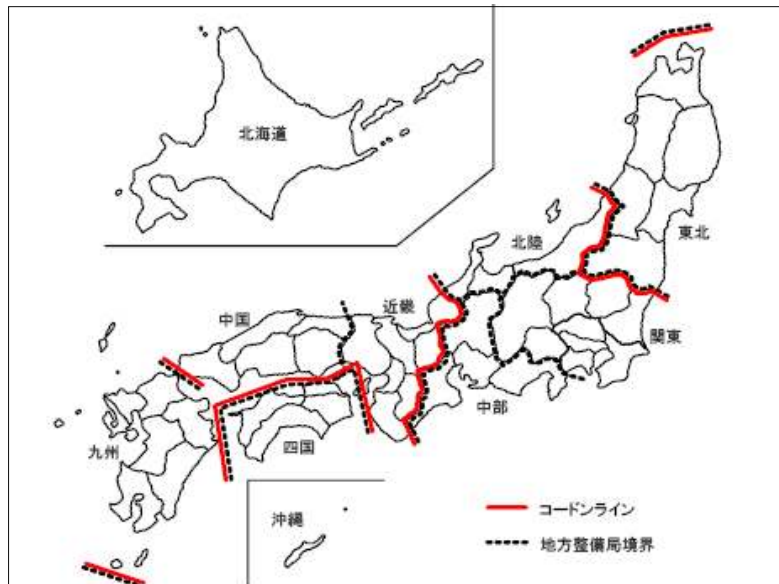 北海道
北陸
東北
近畿
中国
関東
中部
九州
四国
沖縄
コードンライン
地方整備局境界